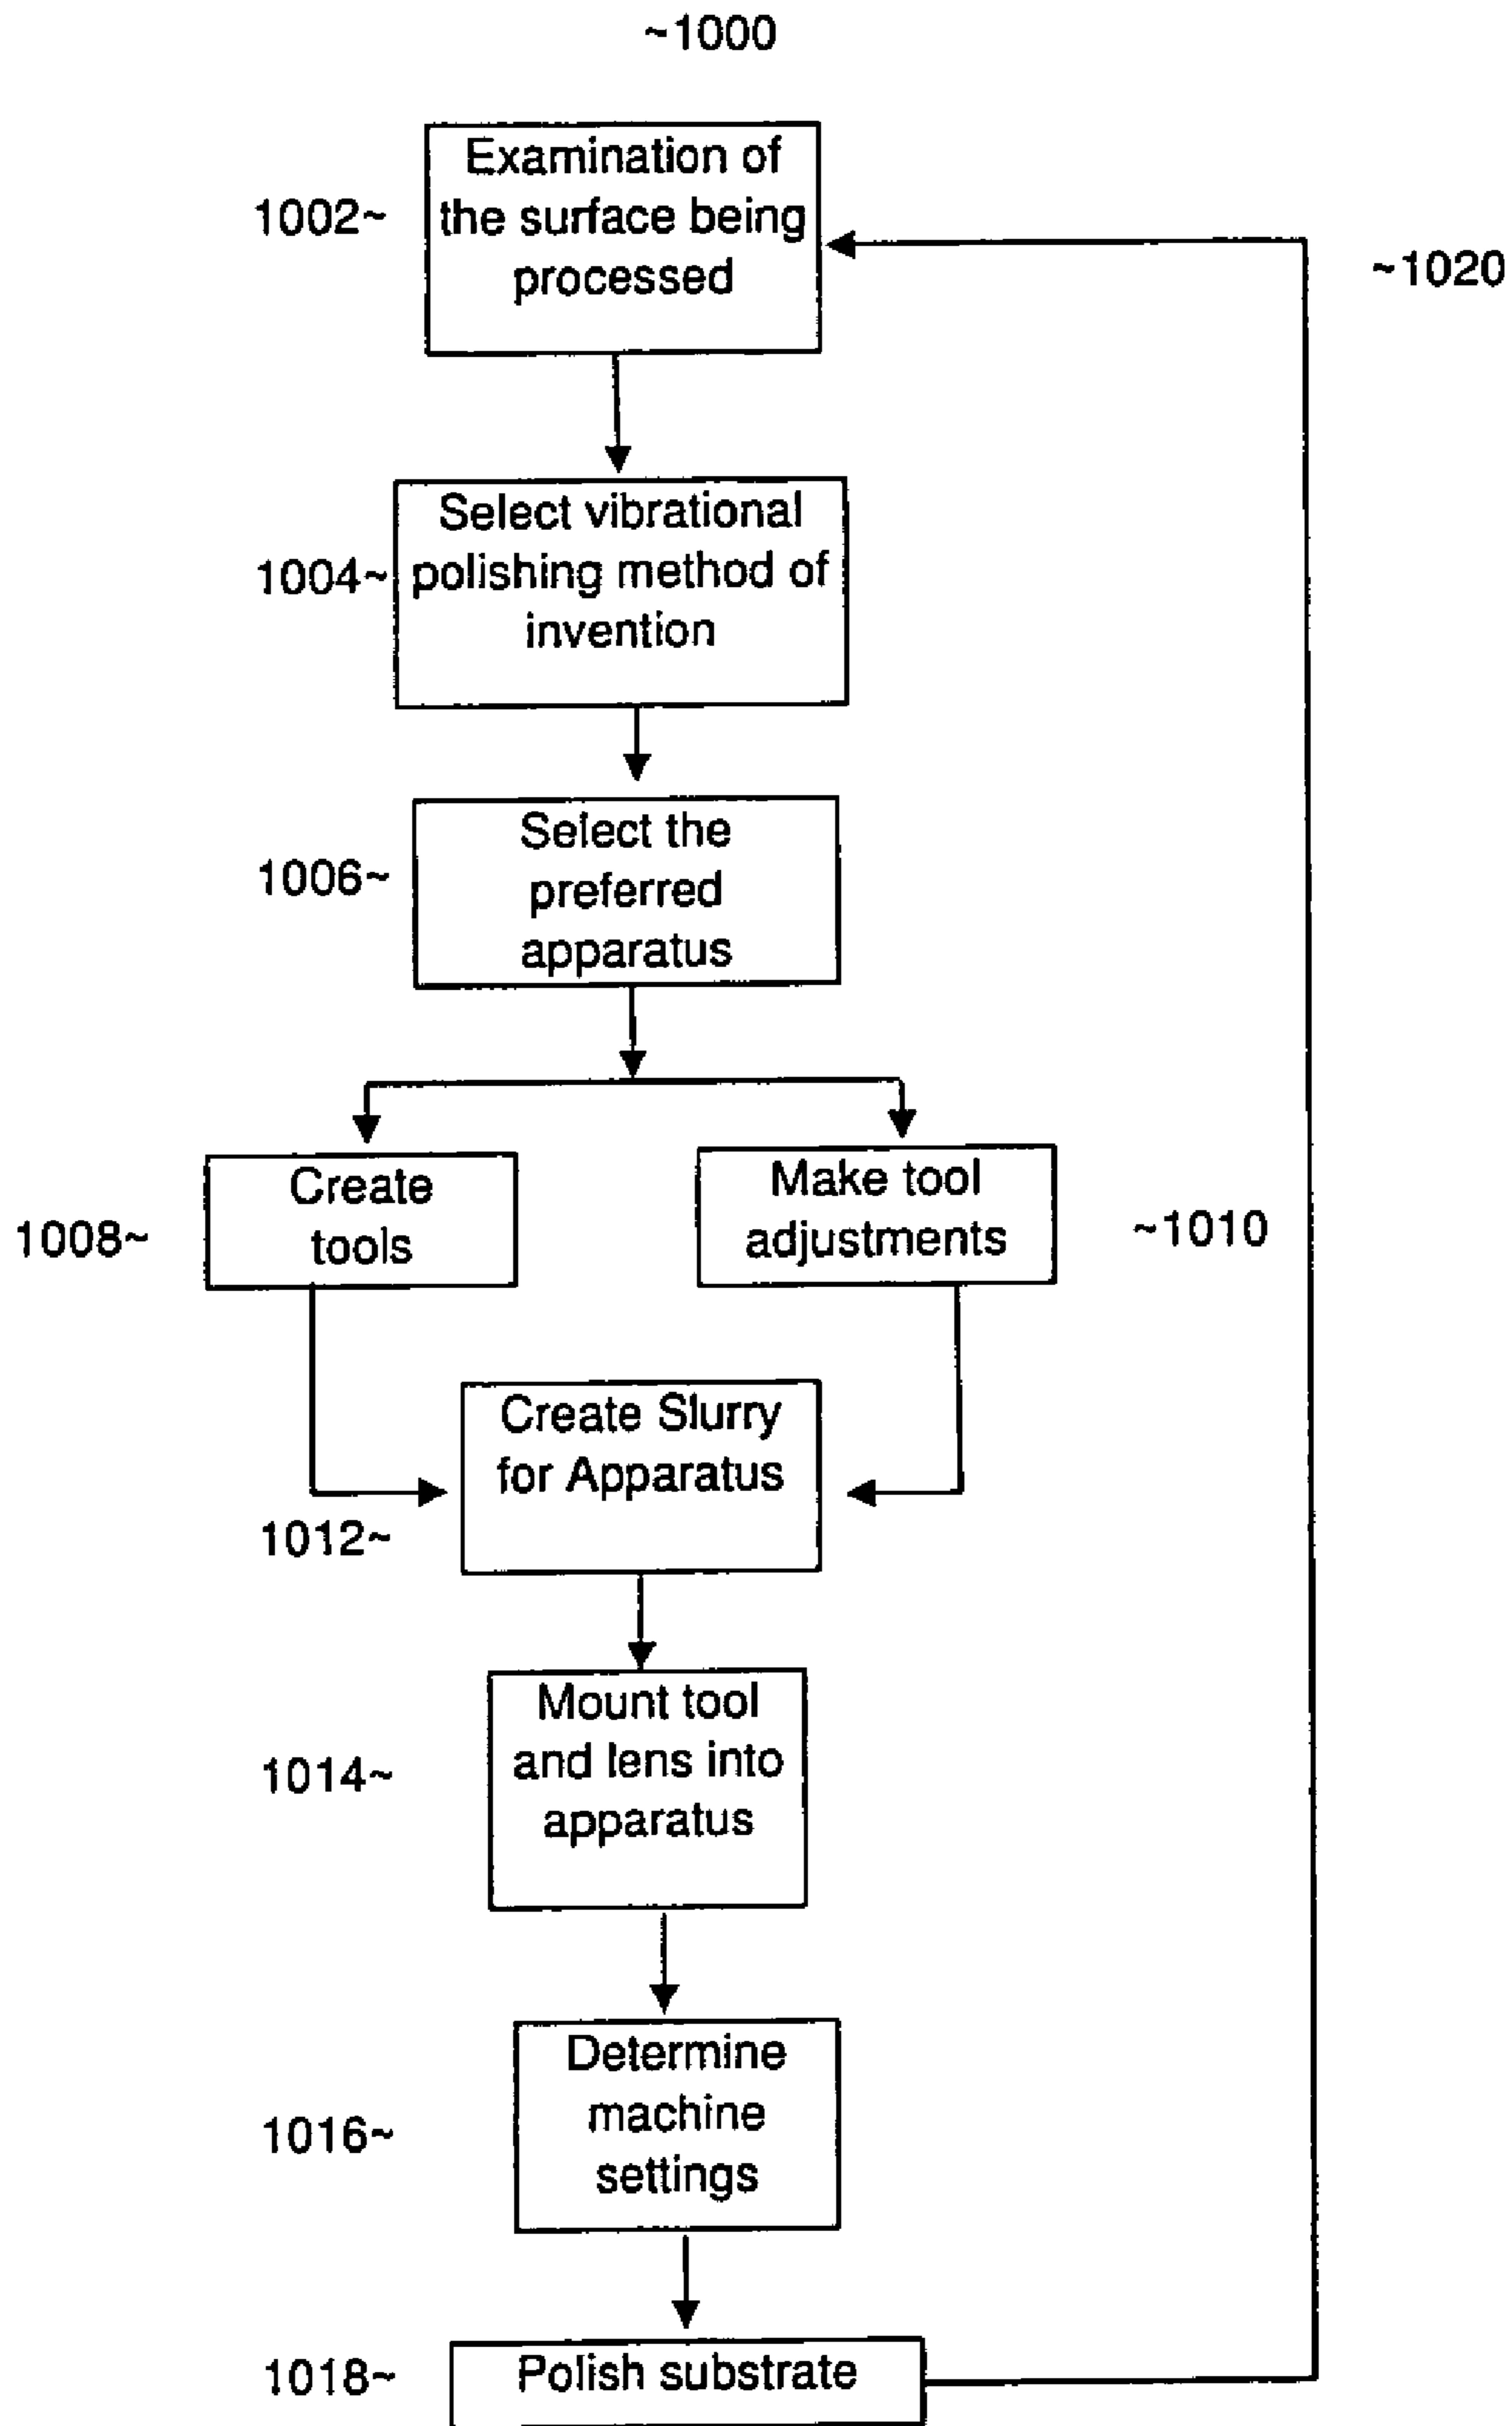 ~1000
Examination of
1002~ the surface being
processed
~1020
Select vibrational
1004~ polishing method of
invention
Select the
1006~ preferred
apparatus
Create
tools
1008~
Make tool
adjustments
~1010
Create Slurry
for Apparatus
1012~
Mount tool
1014~ and lens into
apparatus
Determine
1016~ machine
settings
1018~ Polish substrate